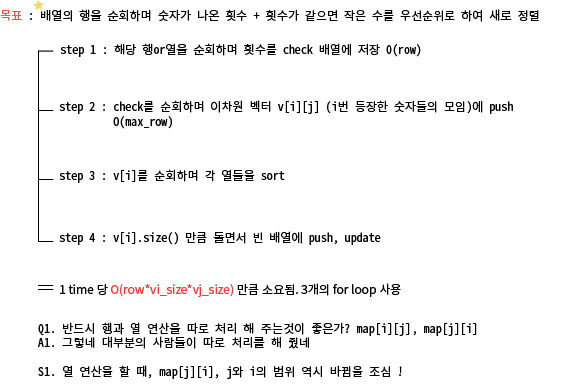 목표 : 배열의 행을 순회하며 숫자가 나온 횟수 + 횟수가 같으면 작은 수를 우선순위로 하여 새로 정렬
step 1 : 해당 행or열을 순회하며 횟수를 check 배열에 저장 O(row)
step 2 : check를 순회하며 이차원 벡터 v[i][j] (i번 등장한 숫자들의 모임)에 push
O(max_row)
step 3 : v[i]를 순회하며 각 열들을 sort
step 4 : v[i].size() 만큼 돌면서 빈 배열에 push, update
1 time 당 O(row*vi_size*vj_size) 만큼 소요됨. 3개의 for loop 사용
Q1. 반드시 행과 열 연산을 따로 처리 해 주는것이 좋은가? map[i][j], map[j][i]
A1. 그렇네 대부분의 사람들이 따로 처리를 해 줬네
S1. 열 연산을 할 때, map[j][i], j와 i의 범위 역시 바뀜을 조심 !